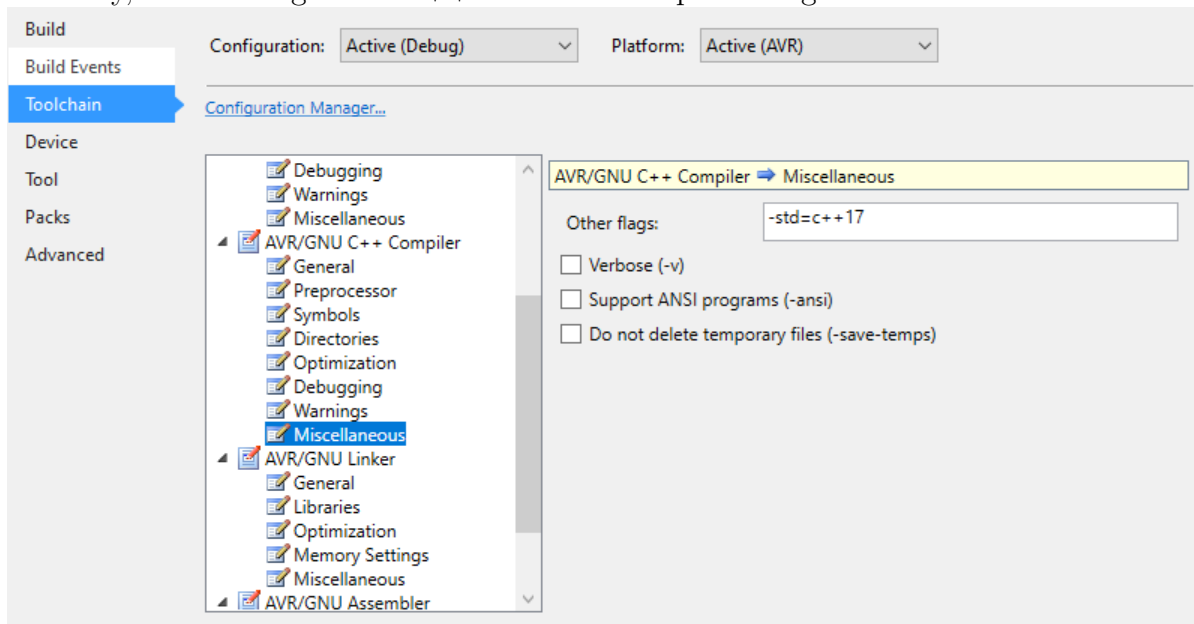 Build
Build Events
Toolchain
Device
Tool
Packs
Advanced
Configuration: Active (Debug) Platform: Active (AVR)
Configuration Manager...
Debugging
Warnings
Miscellaneous
AVR/GNU C++ Compiler
General
Preprocessor
Symbols
Directories
Optimization
Debugging
Warnings
Miscellaneous
AVR/GNU Linker
General
Libraries
Optimization
Memory Settings
Miscellaneous
AVR/GNU Assembler
AVR/GNU C++ Compiler ➡ Miscellaneous
Other flags: -std=c++17
Verbose (-v)
Support ANSI programs (-ansi)
Do not delete temporary files (-save-temps)